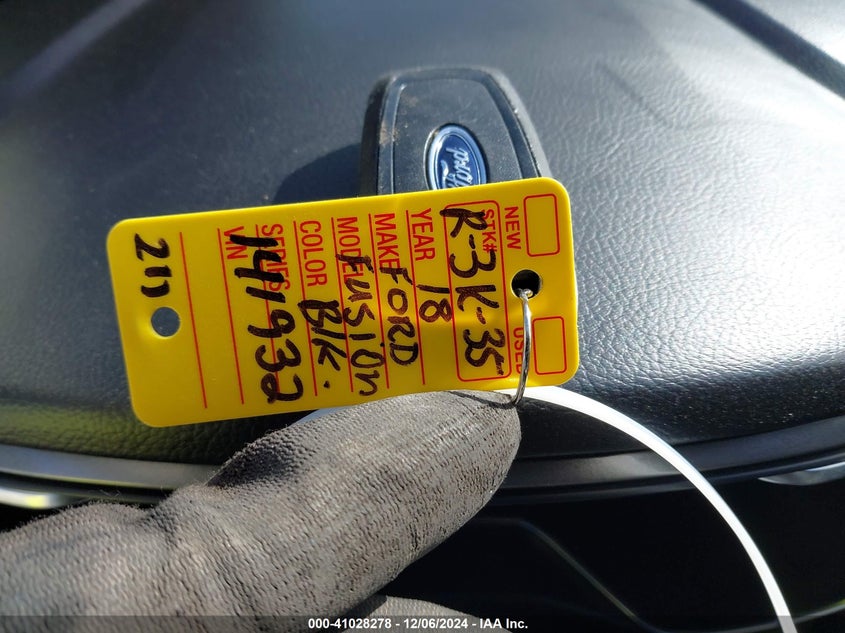 NEW USED
STK# R-3K-35
YEAR 18
MAKE FORD
MODEL Fusion
COLOR Blk.
SERIES
VN 141932
211
Ford
000-41028278 - 12/06/2024 - IAA Inc.